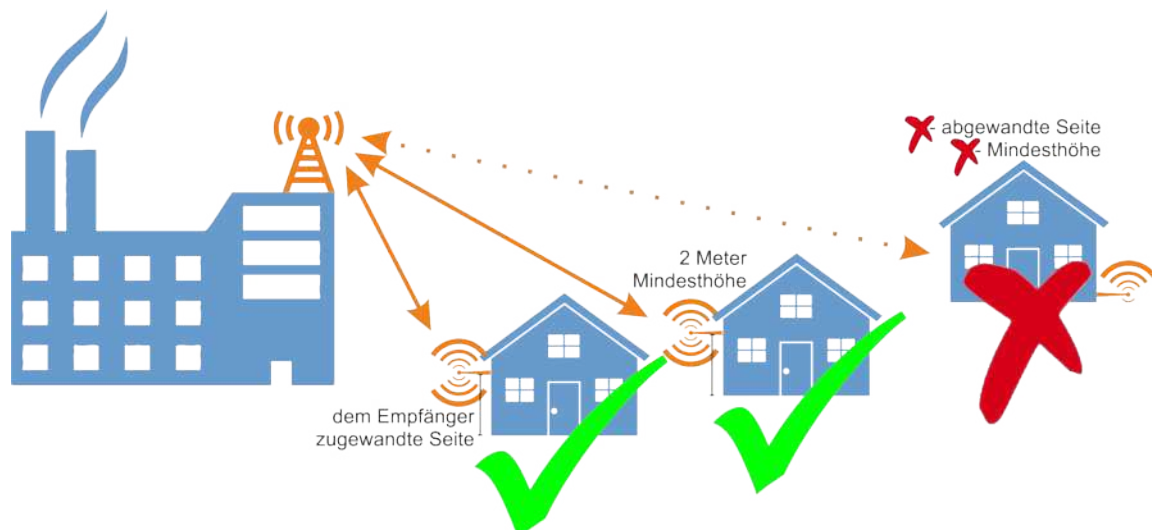 - abgewandte Seite
- Mindesthöhe
2 Meter
Mindesthöhe
dem Empfänger
zugewandte Seite